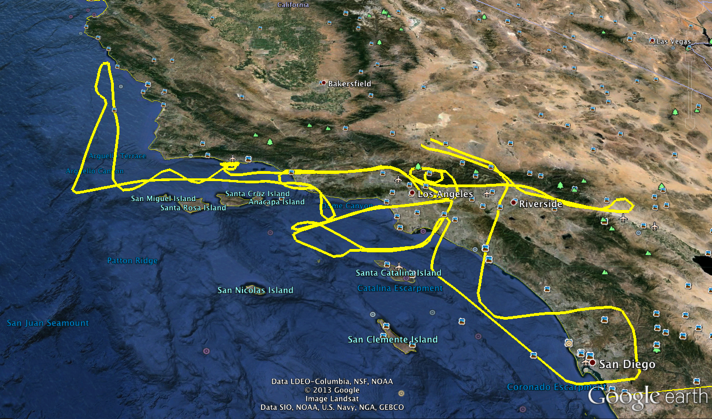 California
Las Vegas
Bakersfield
Santa Cruz Island
San Miguel Island
Anacapa Island
Santa Rosa Island
Los Angeles
Riverside
Patton Ridge
Santa Catalina Island
Catalina Escarpment
San Nicolas Island
San Juan Seamount
San Clemente Island
San Diego
Data LDEO-Columbia, NSF, NOAA
© 2013 Google
Image Landsat
Data SIO, NOAA, U.S. Navy, NGA, GEBCO
Coronado Escarpment
Google earth